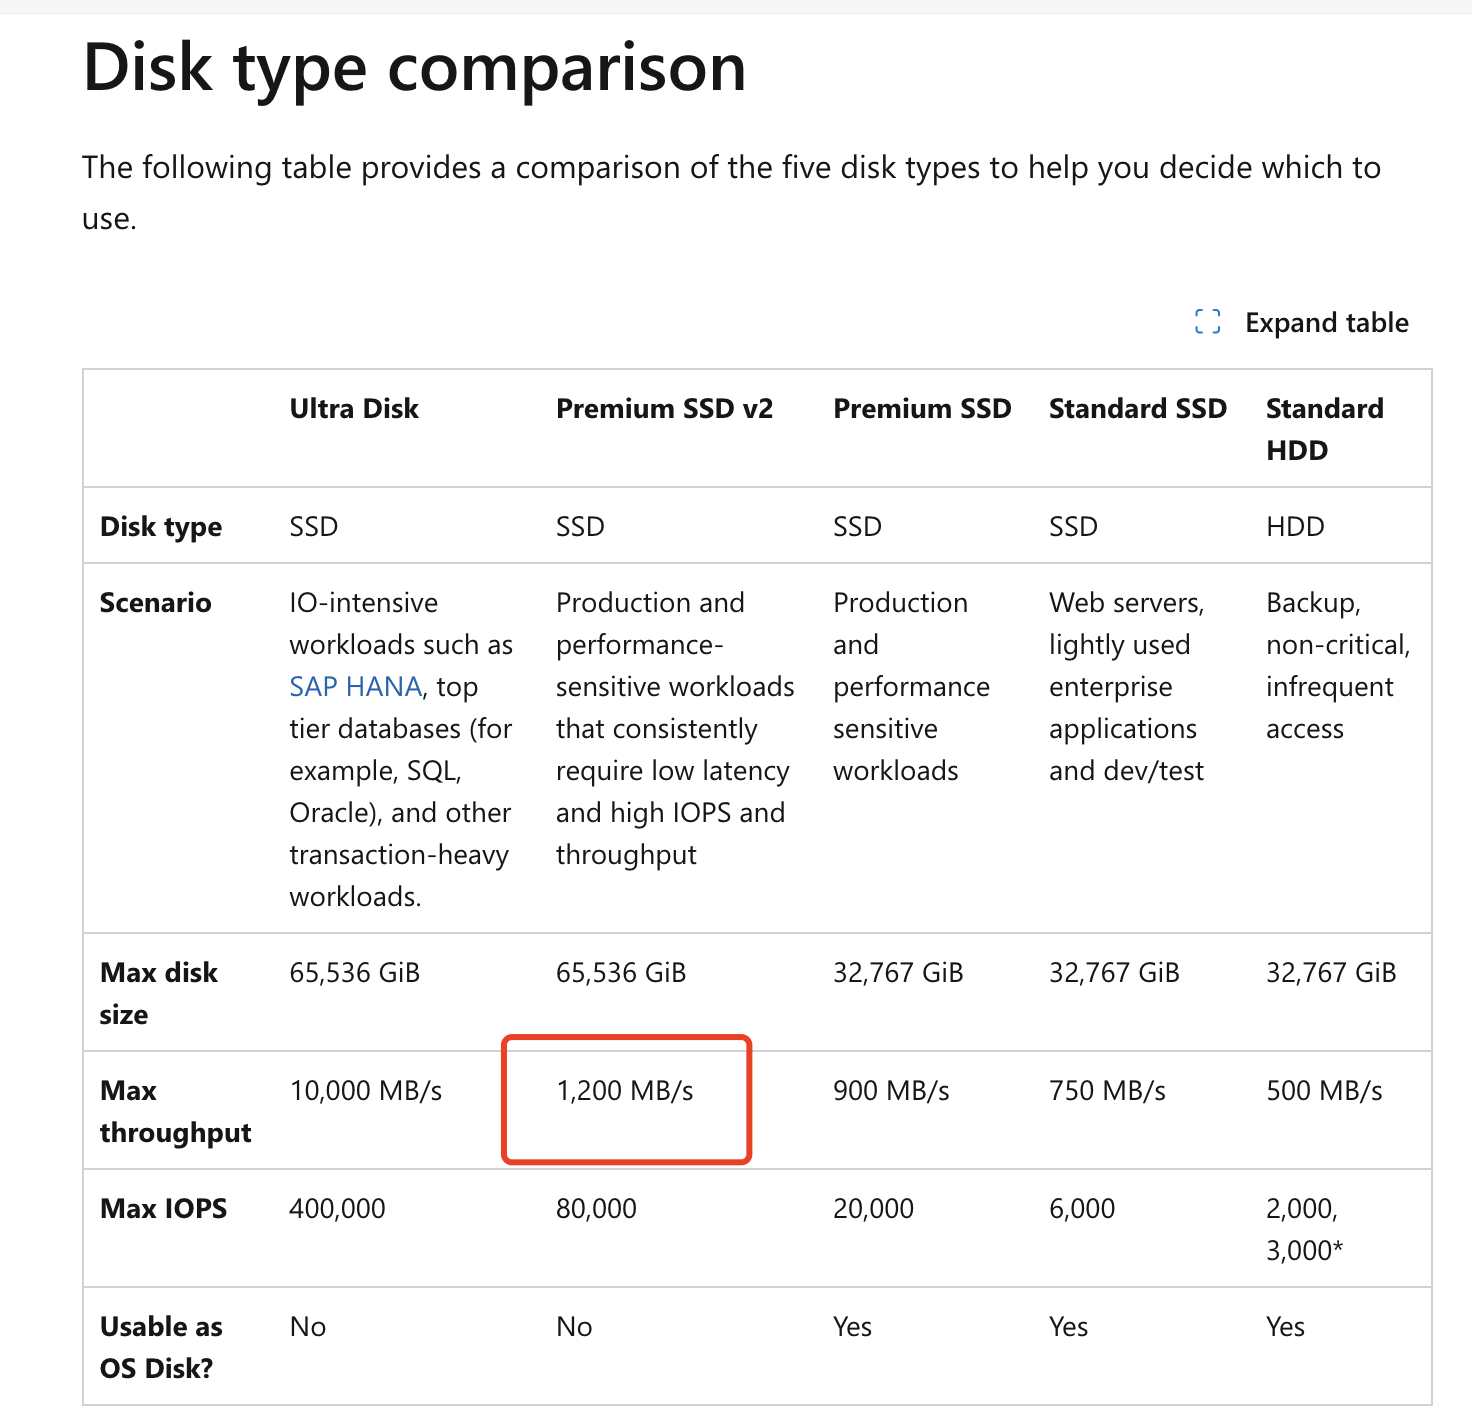 Disk type comparison
The following table provides a comparison of the five disk types to help you decide which to
use.
Expand table
Ultra Disk
Premium SSD v2
Premium SSD
Standard SSD
Standard
HDD
Disk type
SSD
SSD
SSD
SSD
HDD
Scenario
IO-intensive
workloads such as
SAP HANA, top
tier databases (for
example, SQL,
Oracle), and other
transaction-heavy
workloads.
Production and
performance-
sensitive workloads
that consistently
require low latency
and high IOPS and
throughput
Production
and
performance
sensitive
workloads
Web servers,
lightly used
enterprise
applications
and dev/test
Backup,
non-critical,
infrequent
access
Max disk
size
65,536 GiB
65,536 GiB
32,767 GiB
32,767 GiB
32,767 GiB
Max
throughput
10,000 MB/s
1,200 MB/s
900 MB/s
750 MB/s
500 MB/s
Max IOPS
400,000
80,000
20,000
6,000
2,000,
3,000*
Usable as
OS Disk?
No
No
Yes
Yes
Yes